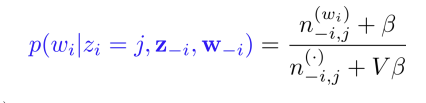 p(w_i|z_i = j, \mathbf{z}_{-i}, \mathbf{w}_{-i}) = \frac{n_{-i,j}^{(w_i)} + \beta}{n_{-i,j}^{(\cdot)} + V\beta}